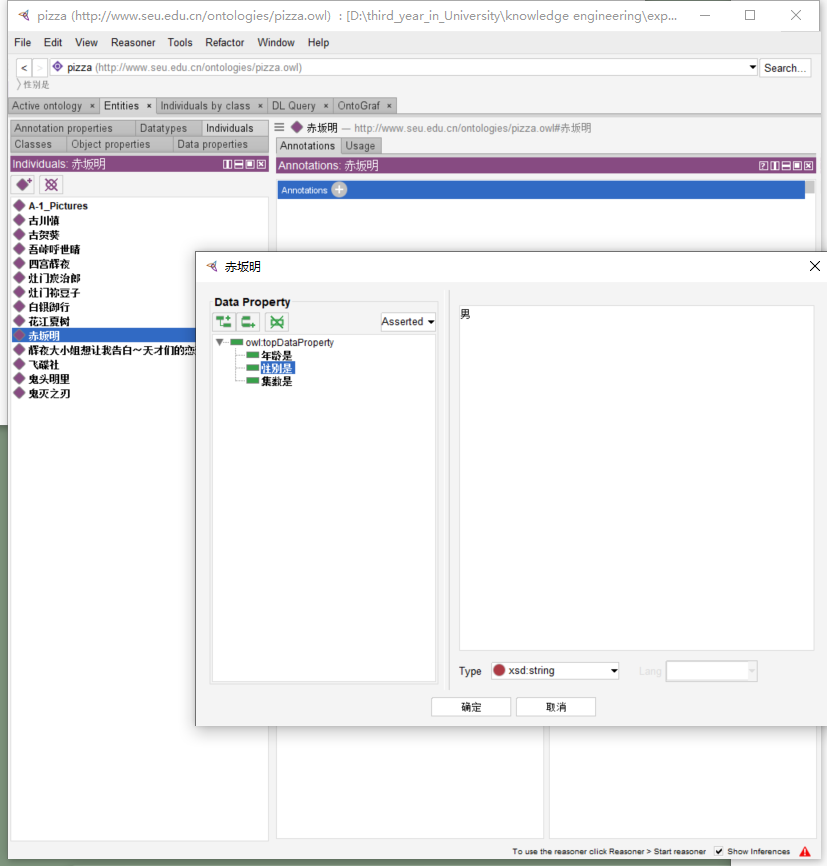 pizza (http://www.seu.edu.cn/ontologies/pizza.owl) : [D:\third_year_in_University\knowledge engineering\exp...
File Edit View Reasoner Tools Refactor Window Help
< > pizza (http://www.seu.edu.cn/ontologies/pizza.owl) Search...
性别是
Active ontology × Entities × Individuals by class × DL Query × OntoGraf ×
Annotation properties Datatypes Individuals
Classes Object properties Data properties
赤坂明 — http://www.seu.edu.cn/ontologies/pizza.owl#赤坂明
Annotations Usage
Individuals: 赤坂明
Annotations: 赤坂明
Annotations
A-1_Pictures
古川慎
古贺葵
吾峠呼世晴
四宫辉夜
灶门炭治郎
灶门祢豆子
白银御行
花江夏树
赤坂明
辉夜大小姐想让我告白~天才们的恋
飞碟社
鬼头明里
鬼灭之刃
赤坂明
Data Property
Asserted
owl:topDataProperty
年龄是
性别是
集数是
男
Type xsd:string Lang
确定 取消
To use the reasoner click Reasoner > Start reasoner Show Inferences